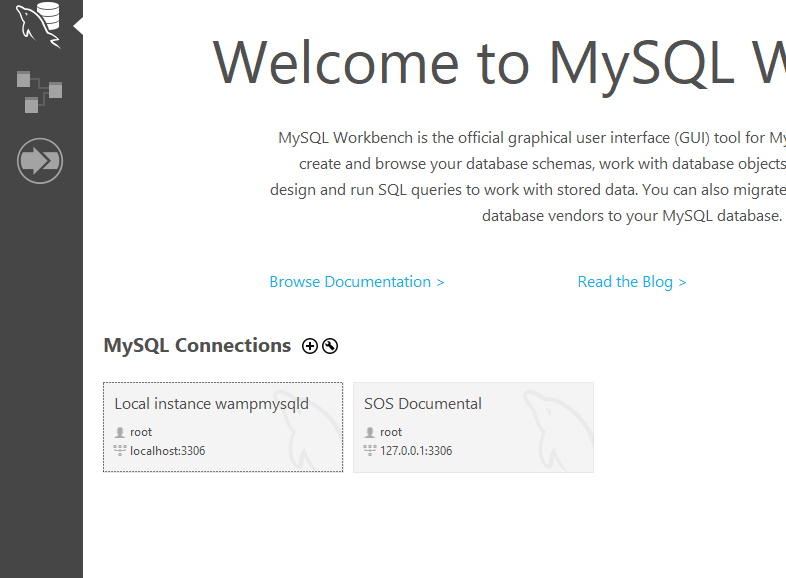 Welcome to MySQL
MySQL Workbench is the official graphical user interface (GUI) tool for
create and browse your database schemas, work with database objects
design and run SQL queries to work with stored data. You can also migrate
database vendors to your MySQL database.
Browse Documentation >
Read the Blog >
MySQL Connections
Local instance wampmysqld
root
localhost:3306
SOS Documental
root
127.0.0.1:3306